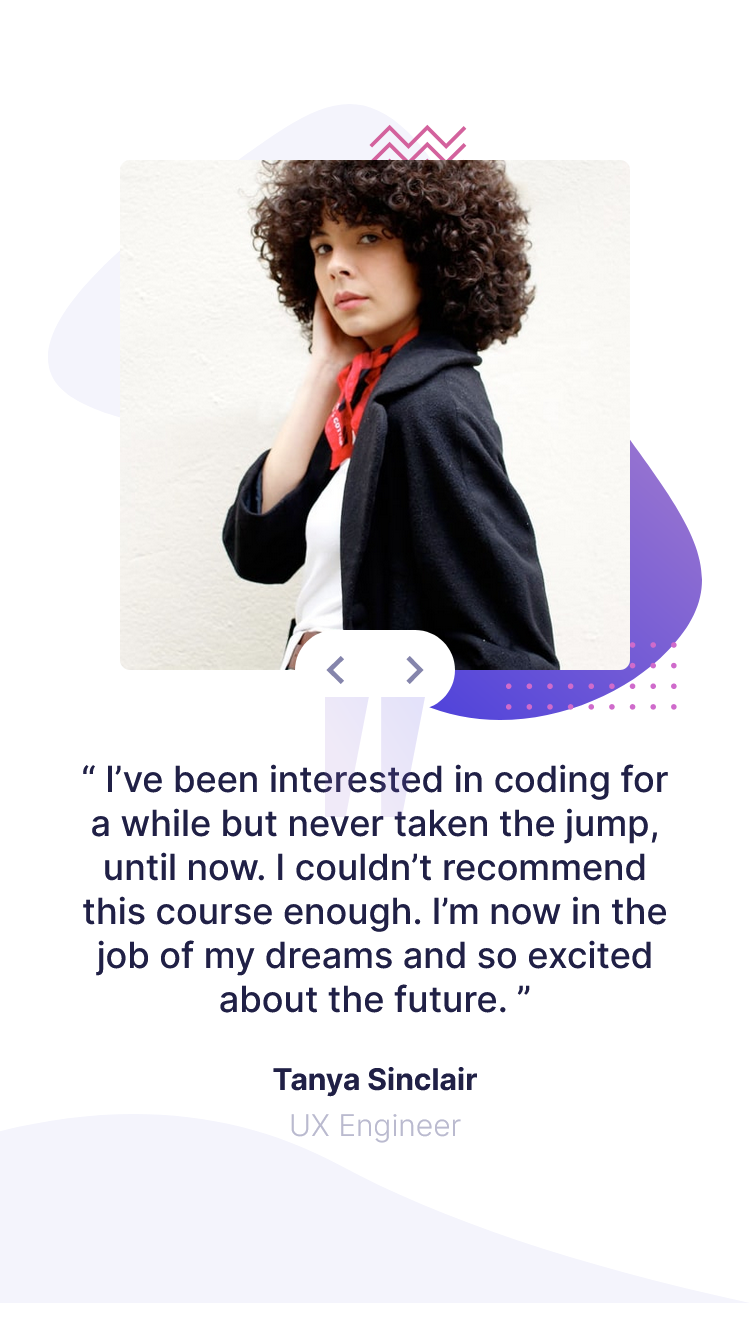 “ I’ve been interested in coding for
a while but never taken the jump,
until now. I couldn’t recommend
this course enough. I’m now in the
job of my dreams and so excited
about the future. ”
Tanya Sinclair
UX Engineer